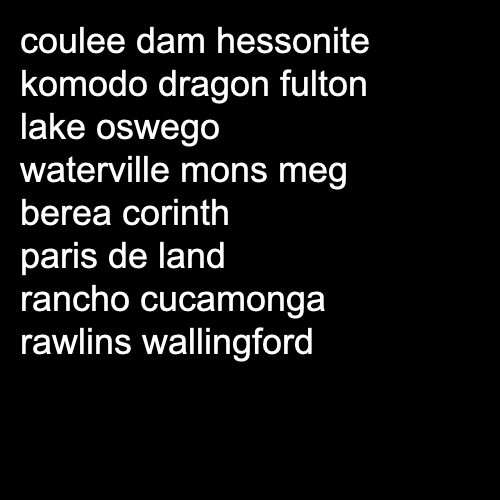 coulee dam hessonite
komodo dragon fulton
lake oswego
waterville mons meg
berea corinth
paris de land
rancho cucamonga
rawlins wallingford